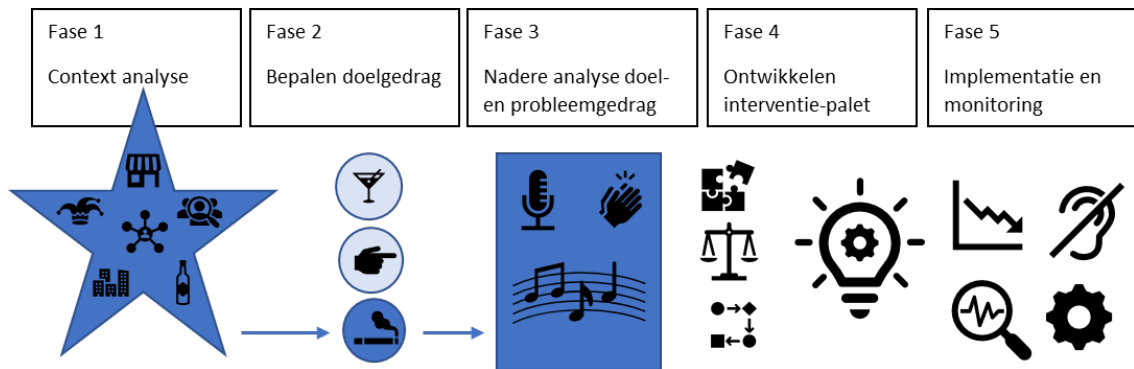 Fase 1
Context analyse
Fase 2
Bepalen doelgedrag
Fase 3
Nadere analyse doel-
en probleemgedrag
Fase 4
Ontwikkelen
interventie-palet
Fase 5
Implementatie en
monitoring